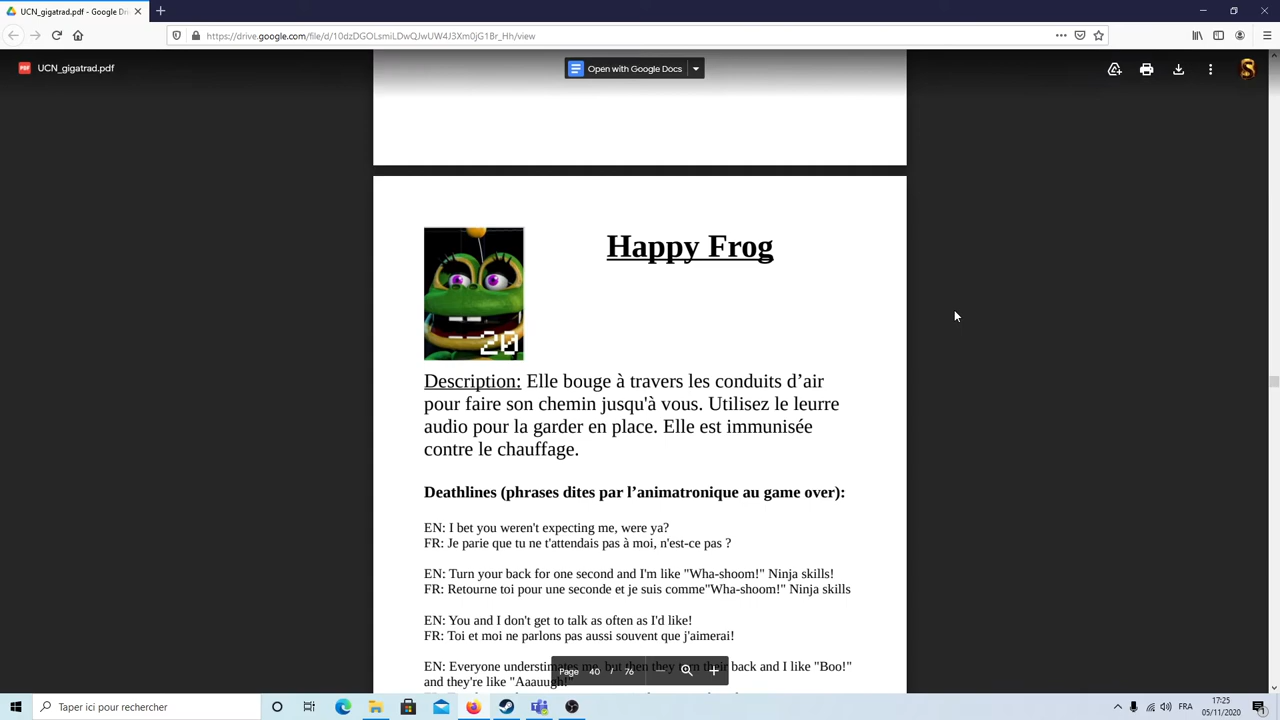 UCN_gigatrad.pdf - Google Dri
https://drive.google.com/file/d/10dzDGOLsmiLDwQJwUW4J3Xm0jG1Br_Hh/view
PDF UCN_gigatrad.pdf
Open with Google Docs
Happy Frog
20
Description: Elle bouge à travers les conduits d’air
pour faire son chemin jusqu'à vous. Utilisez le leurre
audio pour la garder en place. Elle est immunisée
contre le chauffage.
Deathlines (phrases dites par l’animatronique au game over):
EN: I bet you weren't expecting me, were ya?
FR: Je parie que tu ne t'attendais pas à moi, n'est-ce pas ?
EN: Turn your back for one second and I'm like "Wha-shoom!" Ninja skills!
FR: Retourne toi pour une seconde et je suis comme"Wha-shoom!" Ninja skills
EN: You and I don't get to talk as often as I'd like!
FR: Toi et moi ne parlons pas aussi souvent que j'aimerai!
EN: Everyone understimates me, but then they turn their back and I like "Boo!"
and they're like "Aaauugh!"
Page 40 / 76
Taper ici pour rechercher
FRA
17:25
05/11/2020